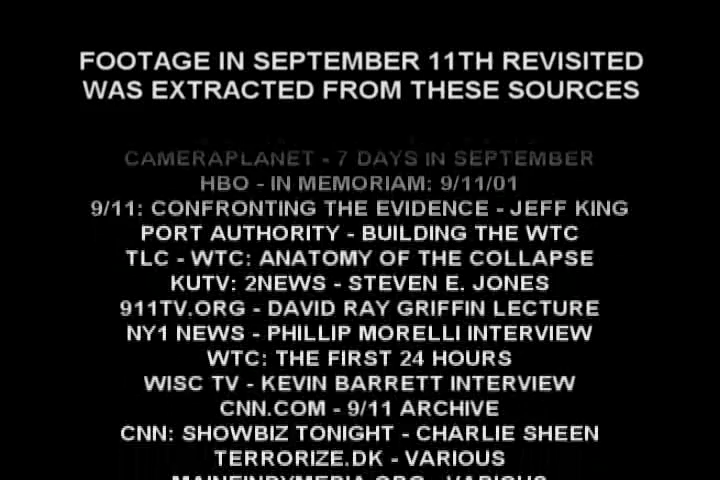 FOOTAGE IN SEPTEMBER 11TH REVISITED
WAS EXTRACTED FROM THESE SOURCES
CAMERAPLANET - 7 DAYS IN SEPTEMBER
HBO - IN MEMORIAM: 9/11/01
9/11: CONFRONTING THE EVIDENCE - JEFF KING
PORT AUTHORITY - BUILDING THE WTC
TLC - WTC: ANATOMY OF THE COLLAPSE
KUTV: 2NEWS - STEVEN E. JONES
911TV.ORG - DAVID RAY GRIFFIN LECTURE
NY1 NEWS - PHILLIP MORELLI INTERVIEW
WTC: THE FIRST 24 HOURS
WISC TV - KEVIN BARRETT INTERVIEW
CNN.COM - 9/11 ARCHIVE
CNN: SHOWBIZ TONIGHT - CHARLIE SHEEN
TERRORIZE.DK - VARIOUS
MAINEINDYMEDIA.ORG - VARIOUS